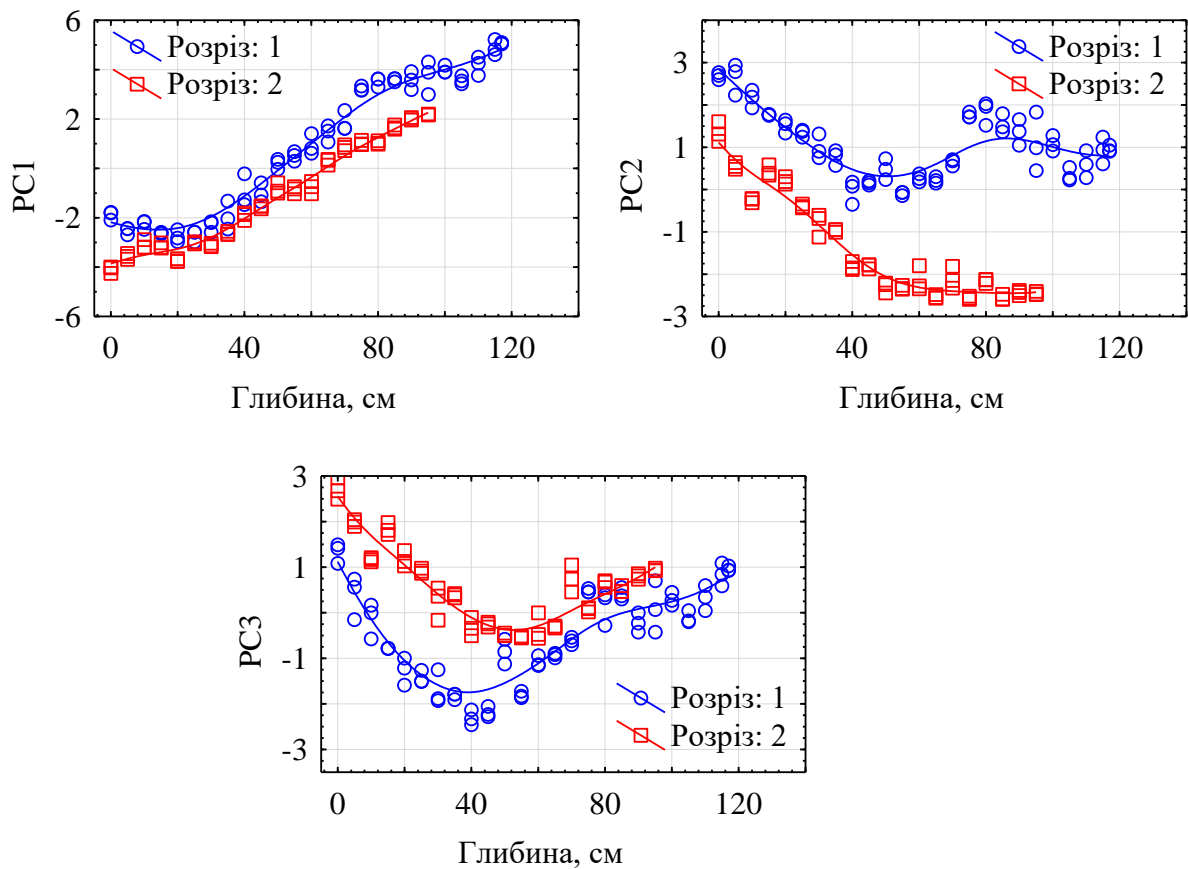 6
2
-2
-6
PC1
Розріз: 1
Розріз: 2
0 40 80 120
Глибина, см
3
1
-1
-3
PC2
Розріз: 1
Розріз: 2
0 40 80 120
Глибина, см
3
1
-1
-3
PC3
Розріз: 1
Розріз: 2
0 40 80 120
Глибина, см